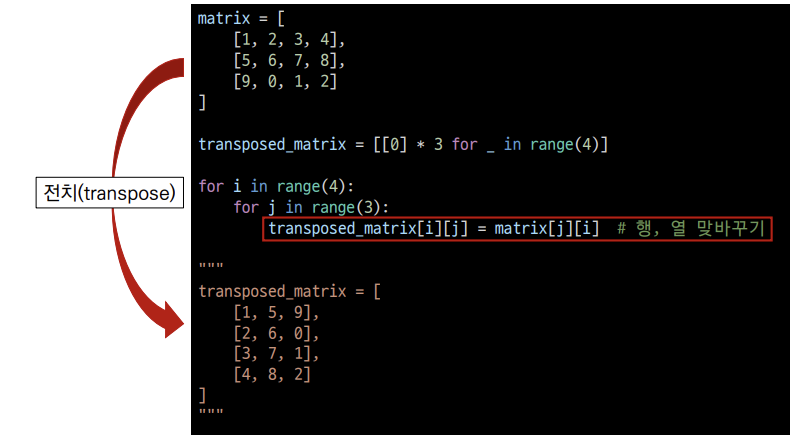 matrix = [
    [1, 2, 3, 4],
    [5, 6, 7, 8],
    [9, 0, 1, 2]
]
transposed_matrix = [[0] * 3 for _ in range(4)]
for i in range(4):
    for j in range(3):
        transposed_matrix[i][j] = matrix[j][i]  # 행, 열 맞바꾸기
"""
transposed_matrix = [
    [1, 5, 9],
    [2, 6, 0],
    [3, 7, 1],
    [4, 8, 2]
]
"""
전치(transpose)